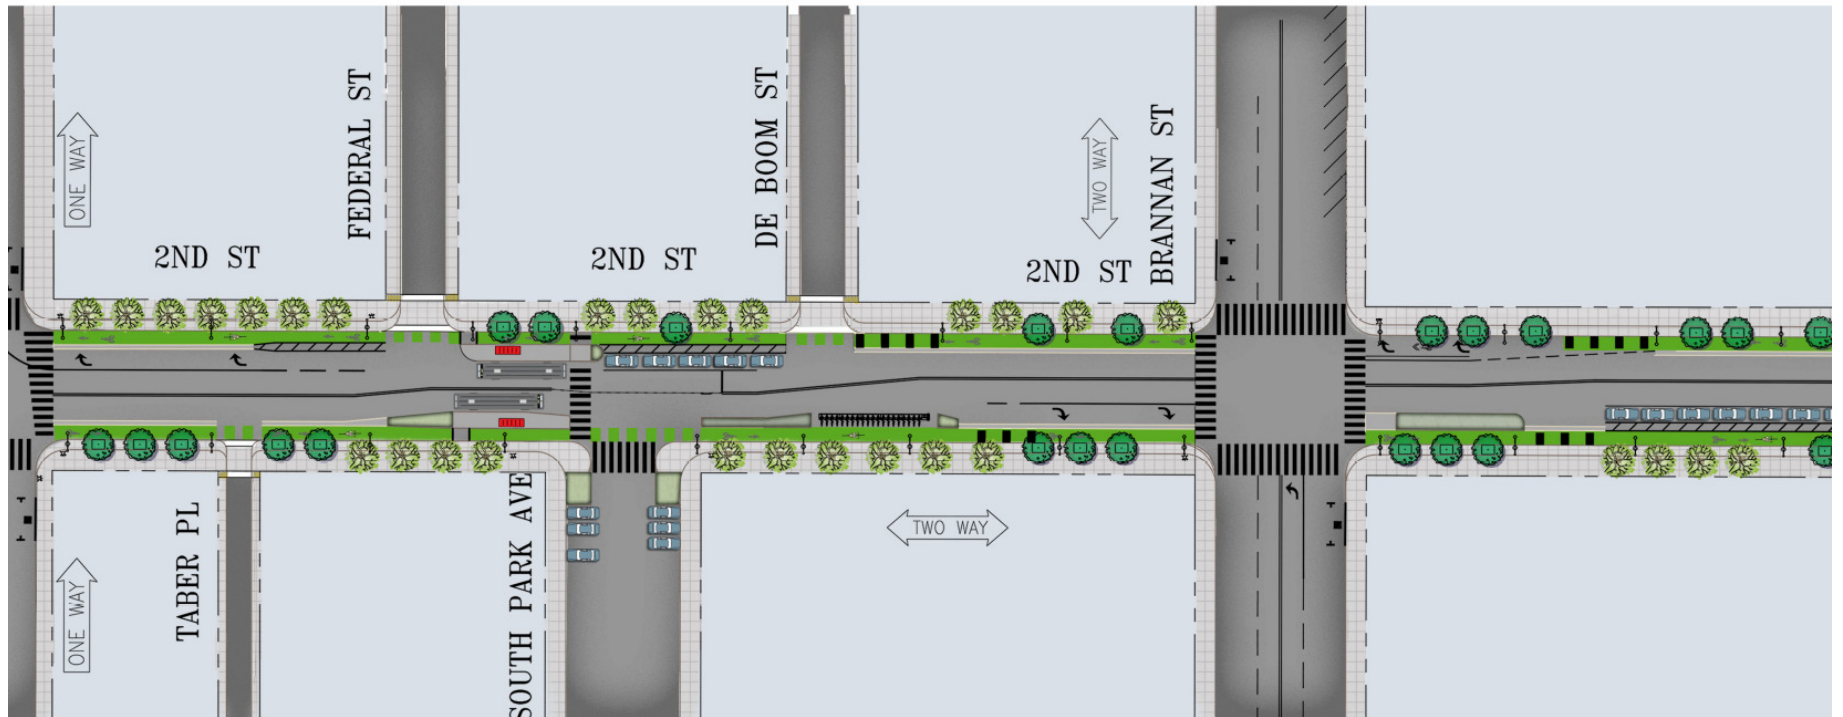 ONE WAY
FEDERAL ST
DE BOOM ST
TWO WAY
BRANNAN ST
2ND ST
2ND ST
2ND ST
ONE WAY
TABER PL
SOUTH PARK AVE
TWO WAY